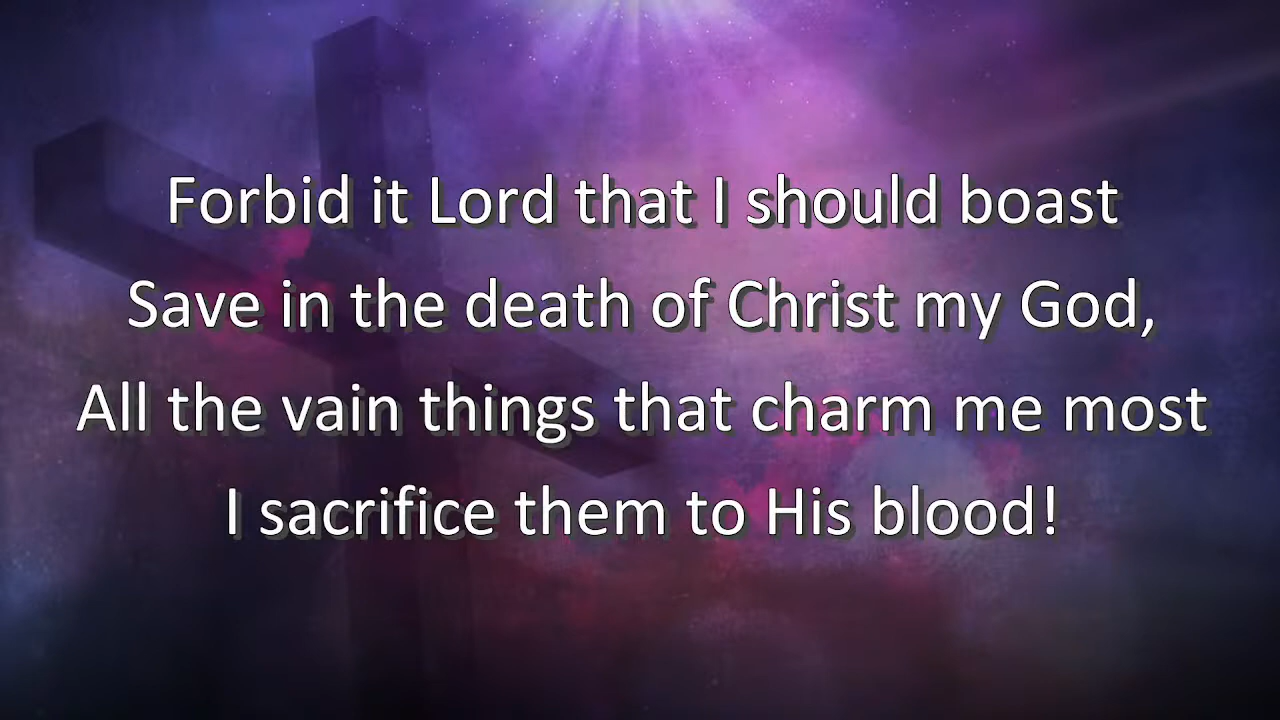 Forbid it Lord that I should boast
Save in the death of Christ my God,
All the vain things that charm me most
I sacrifice them to His blood!